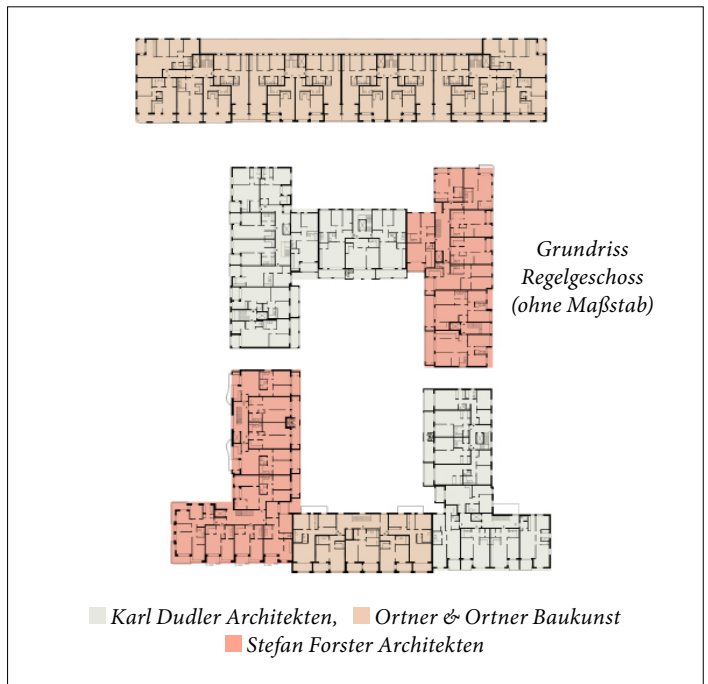 Grundriss
Regelgeschoss
(ohne Maßstab)
Karl Dudler Architekten, Ortner & Ortner Baukunst
Stefan Forster Architekten